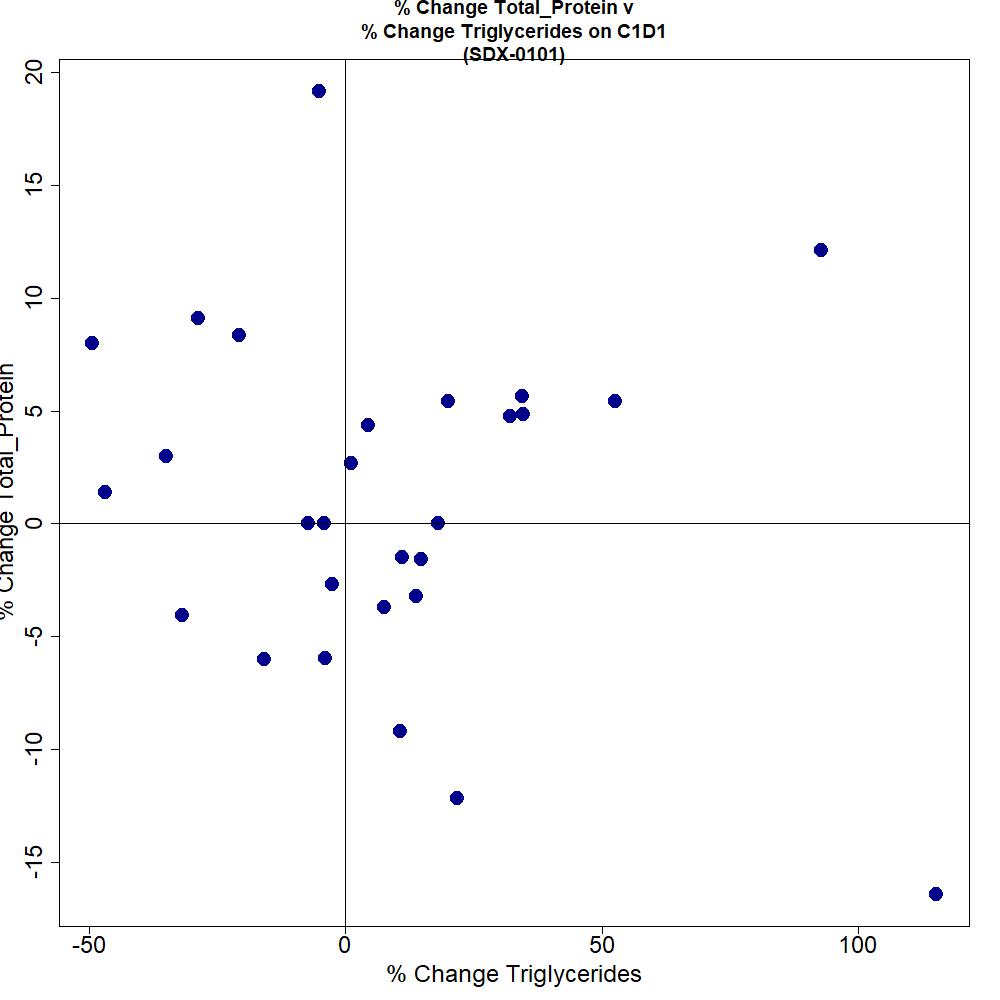 % Change Total_Protein v
% Change Triglycerides on C1D1
(SDX-0101)
20
15
10
5
0
-5
-10
-15
% Change Total_Protein
-50
0
50
100
% Change Triglycerides